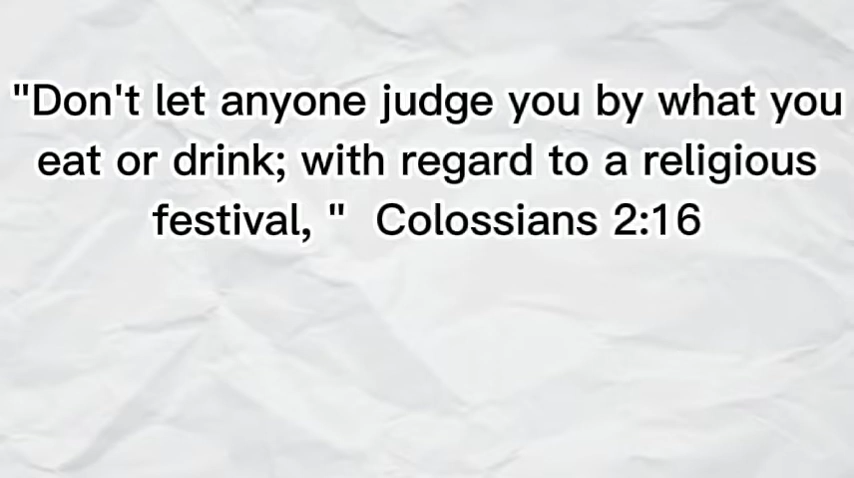 "Don't let anyone judge you by what you
eat or drink; with regard to a religious
festival, "  Colossians 2:16